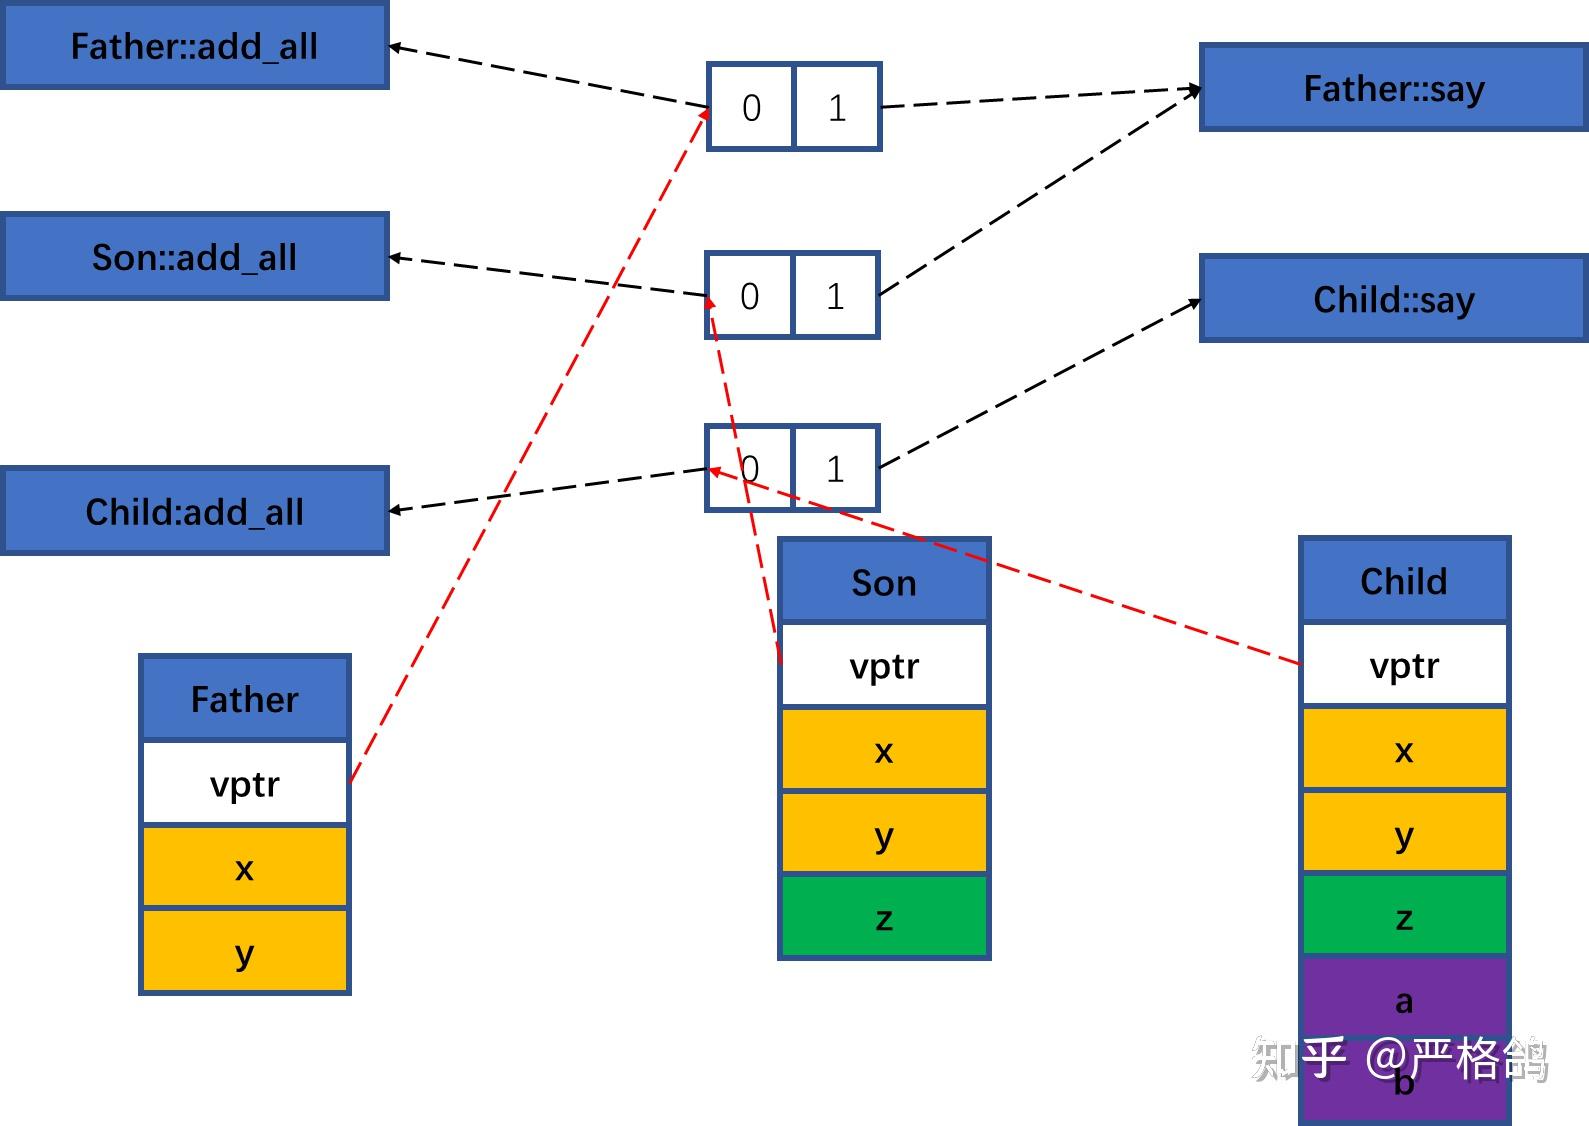 Father::add_all
0 1
Father::say
Son::add_all
0 1
Child::say
0 1
Child:add_all
Father
vptr
x
y
Son
vptr
x
y
z
Child
vptr
x
y
z
a
b
知乎 @严格鸽